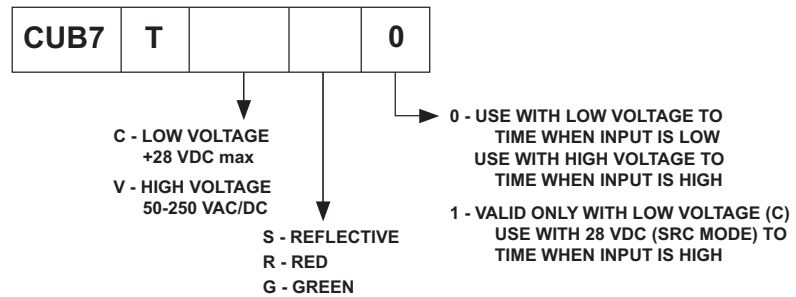 CUB7 T 0
C - LOW VOLTAGE
+28 VDC max
V - HIGH VOLTAGE
50-250 VAC/DC
S - REFLECTIVE
R - RED
G - GREEN
0 - USE WITH LOW VOLTAGE TO
TIME WHEN INPUT IS LOW
USE WITH HIGH VOLTAGE TO
TIME WHEN INPUT IS HIGH
1 - VALID ONLY WITH LOW VOLTAGE (C)
USE WITH 28 VDC (SRC MODE) TO
TIME WHEN INPUT IS HIGH